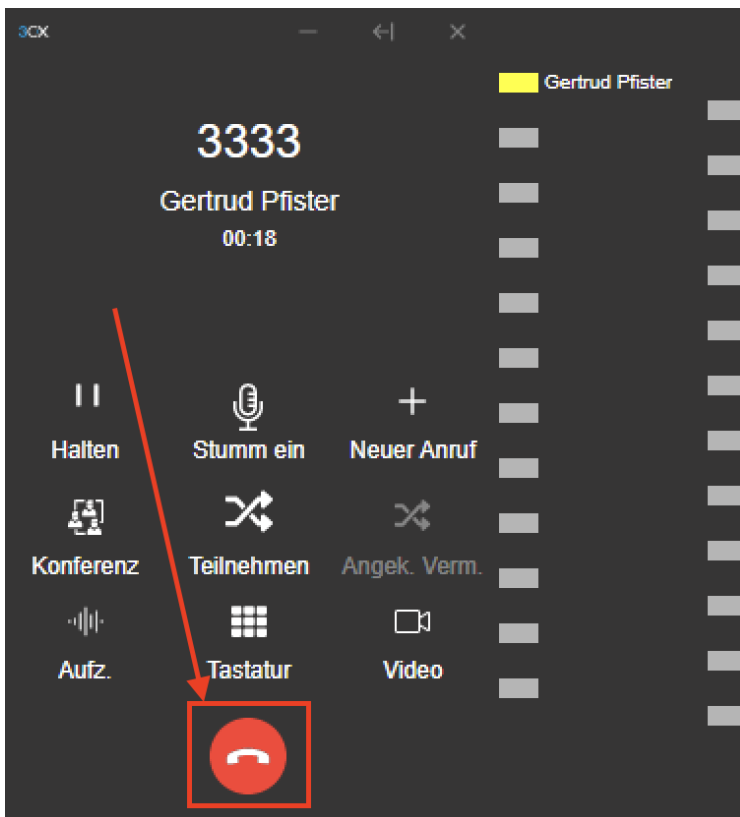 3CX
Gertrud Pfister
3333
Gertrud Pfister
00:18
Halten
Stumm ein
Neuer Anruf
Konferenz
Teilnehmen
Angek. Verm.
Aufz.
Tastatur
Video